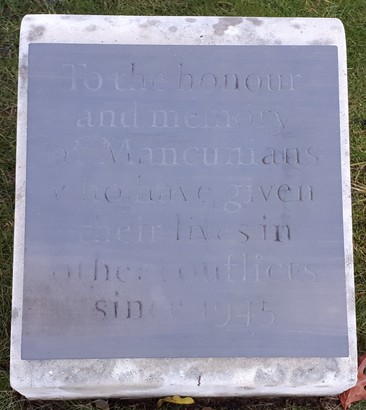 To the honour
and memory
of Mancunians
who have given
their lives in
other conflicts
since 1945